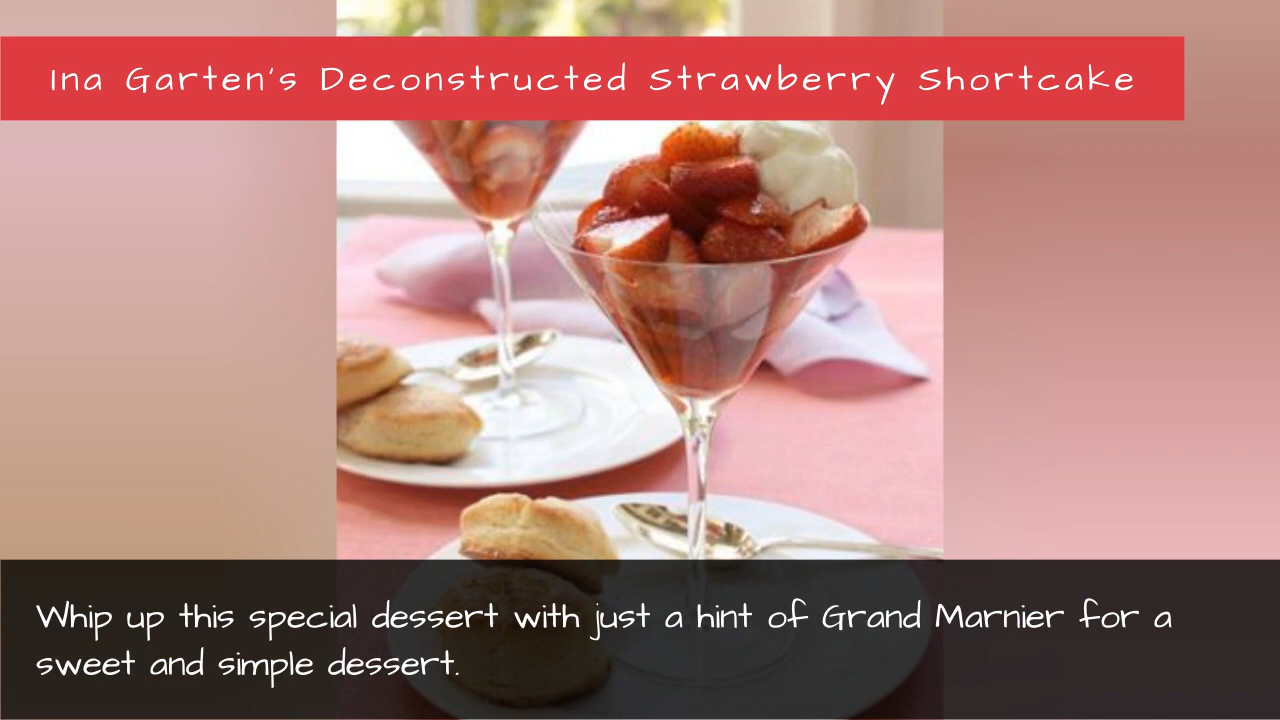 Ina Garten's Deconstructed Strawberry Shortcake
Whip up this special dessert with just a hint of Grand Marnier for a
sweet and simple dessert.